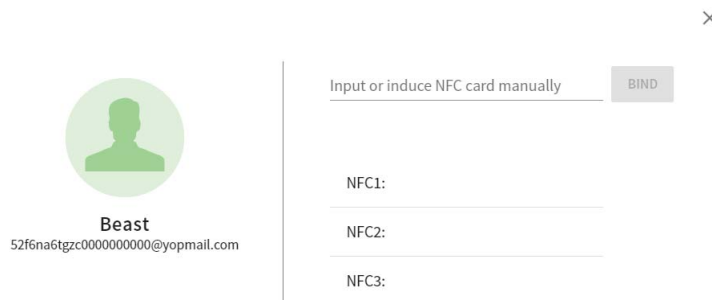 Input or induce NFC card manually
BIND
NFC1:
NFC2:
NFC3:
Beast
52f6na6tgzc0000000000@yopmail.com